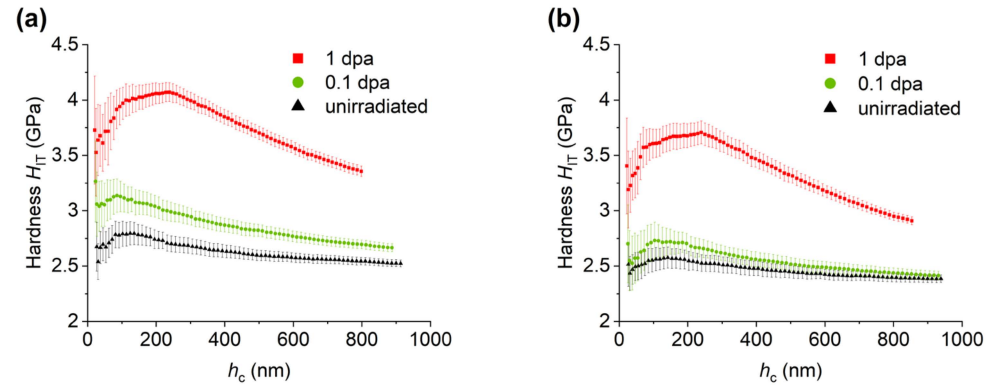 (a)
4.5
4
3.5
3
2.5
2
Hardness HIT (GPa)
1 dpa
0.1 dpa
unirradiated
0 200 400 600 800 1000
hc (nm)
(b)
4.5
4
3.5
3
2.5
2
Hardness HIT (GPa)
1 dpa
0.1 dpa
unirradiated
0 200 400 600 800 1000
hc (nm)